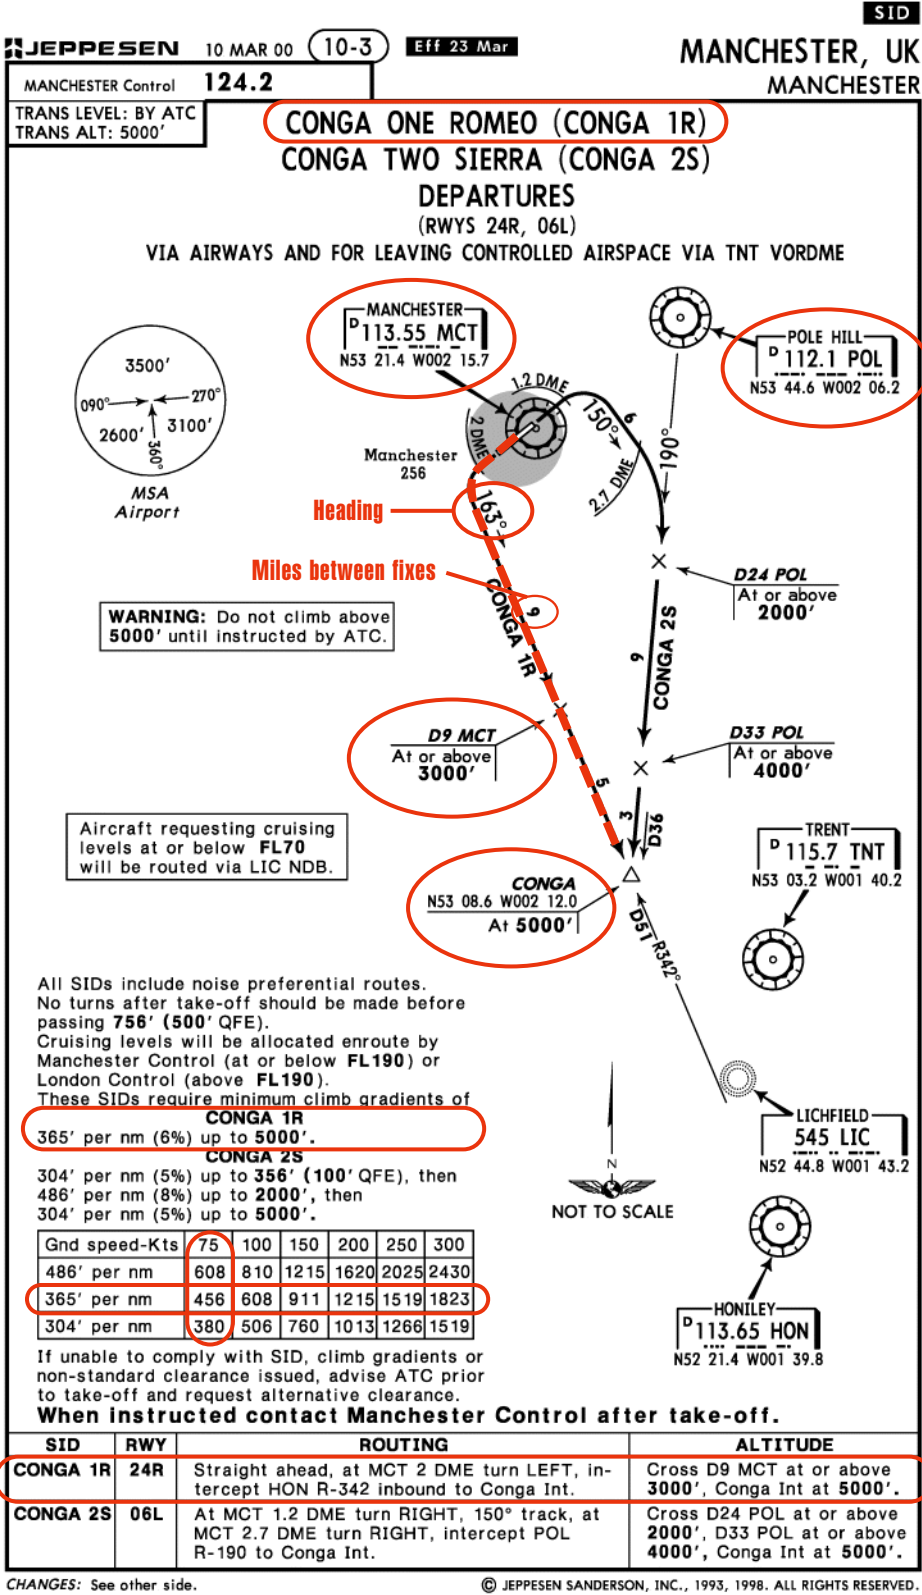 SID
JEPPESEN 10 MAR 00 10-3 Eff 23 Mar
MANCHESTER, UK
MANCHESTER
MANCHESTER Control 124.2
TRANS LEVEL: BY ATC
TRANS ALT: 5000'
CONGA ONE ROMEO (CONGA 1R)
CONGA TWO SIERRA (CONGA 2S)
DEPARTURES
(RWYS 24R, 06L)
VIA AIRWAYS AND FOR LEAVING CONTROLLED AIRSPACE VIA TNT VORDME
MANCHESTER
D 113.55 MCT
N53 21.4 W002 15.7
POLE HILL
D 112.1 POL
N53 44.6 W002 06.2
3500'
090°
270°
2600'
3100'
360°
MSA
Airport
1.2 DME
2 DME
150°
6
2.7 DME
190°
Manchester
256
Heading
163°
Miles between fixes
9
CONGA 1R
D24 POL
At or above
2000'
WARNING: Do not climb above
5000' until instructed by ATC.
9
CONGA 2S
D9 MCT
At or above
3000'
D33 POL
At or above
4000'
5
3
D36
Aircraft requesting cruising
levels at or below FL70
will be routed via LIC NDB.
TRENT
D 115.7 TNT
N53 03.2 W001 40.2
CONGA
N53 08.6 W002 12.0
At 5000'
D51 R342°
All SIDs include noise preferential routes.
No turns after take-off should be made before
passing 756' (500' QFE).
Cruising levels will be allocated enroute by
Manchester Control (at or below FL190) or
London Control (above FL190).
These SIDs require minimum climb gradients of
CONGA 1R
365' per nm (6%) up to 5000'.
CONGA 2S
304' per nm (5%) up to 356' (100' QFE), then
486' per nm (8%) up to 2000', then
304' per nm (5%) up to 5000'.
LICHFIELD
545 LIC
N52 44.8 W001 43.2
N
NOT TO SCALE
Gnd speed-Kts 75 100 150 200 250 300
486' per nm 608 810 1215 1620 2025 2430
365' per nm 456 608 911 1215 1519 1823
304' per nm 380 506 760 1013 1266 1519
HONILEY
D 113.65 HON
N52 21.4 W001 39.8
If unable to comply with SID, climb gradients or
non-standard clearance issued, advise ATC prior
to take-off and request alternative clearance.
When instructed contact Manchester Control after take-off.
SID RWY ROUTING ALTITUDE
CONGA 1R 24R Straight ahead, at MCT 2 DME turn LEFT, in- Cross D9 MCT at or above
tercept HON R-342 inbound to Conga Int. 3000', Conga Int at 5000'.
CONGA 2S 06L At MCT 1.2 DME turn RIGHT, 150° track, at Cross D24 POL at or above
MCT 2.7 DME turn RIGHT, intercept POL 2000', D33 POL at or above
R-190 to Conga Int. 4000', Conga Int at 5000'.
CHANGES: See other side. © JEPPESEN SANDERSON, INC., 1993, 1998. ALL RIGHTS RESERVED.